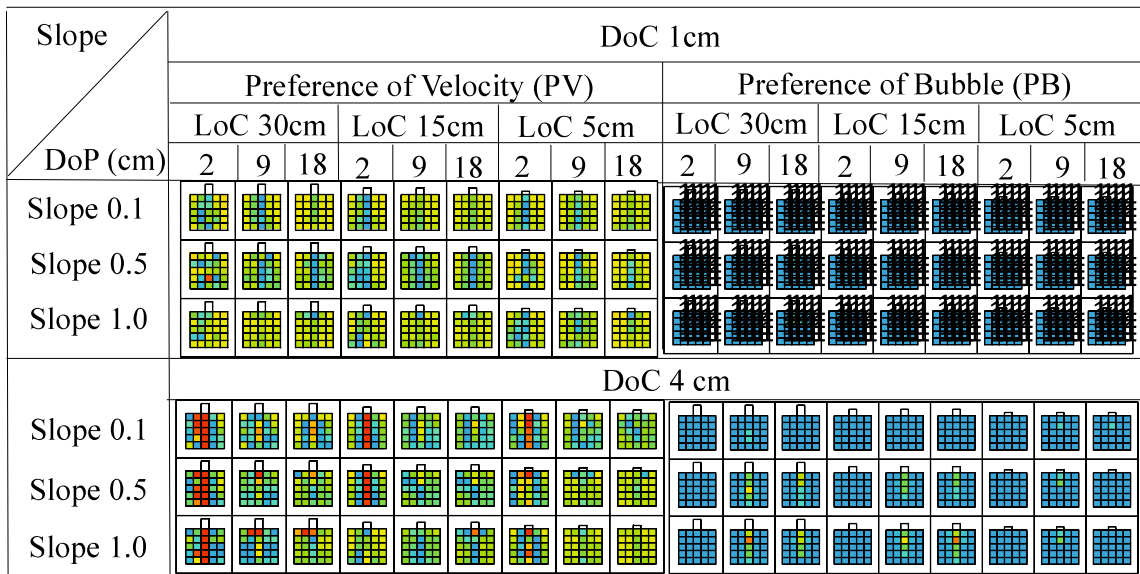 Slope
DoC 1cm
Preference of Velocity (PV) Preference of Bubble (PB)
LoC 30cm LoC 15cm LoC 5cm LoC 30cm LoC 15cm LoC 5cm
DoP (cm) 2 9 18 2 9 18 2 9 18 2 9 18 2 9 18 2 9 18
Slope 0.1
Slope 0.5
Slope 1.0
DoC 4 cm
Slope 0.1
Slope 0.5
Slope 1.0